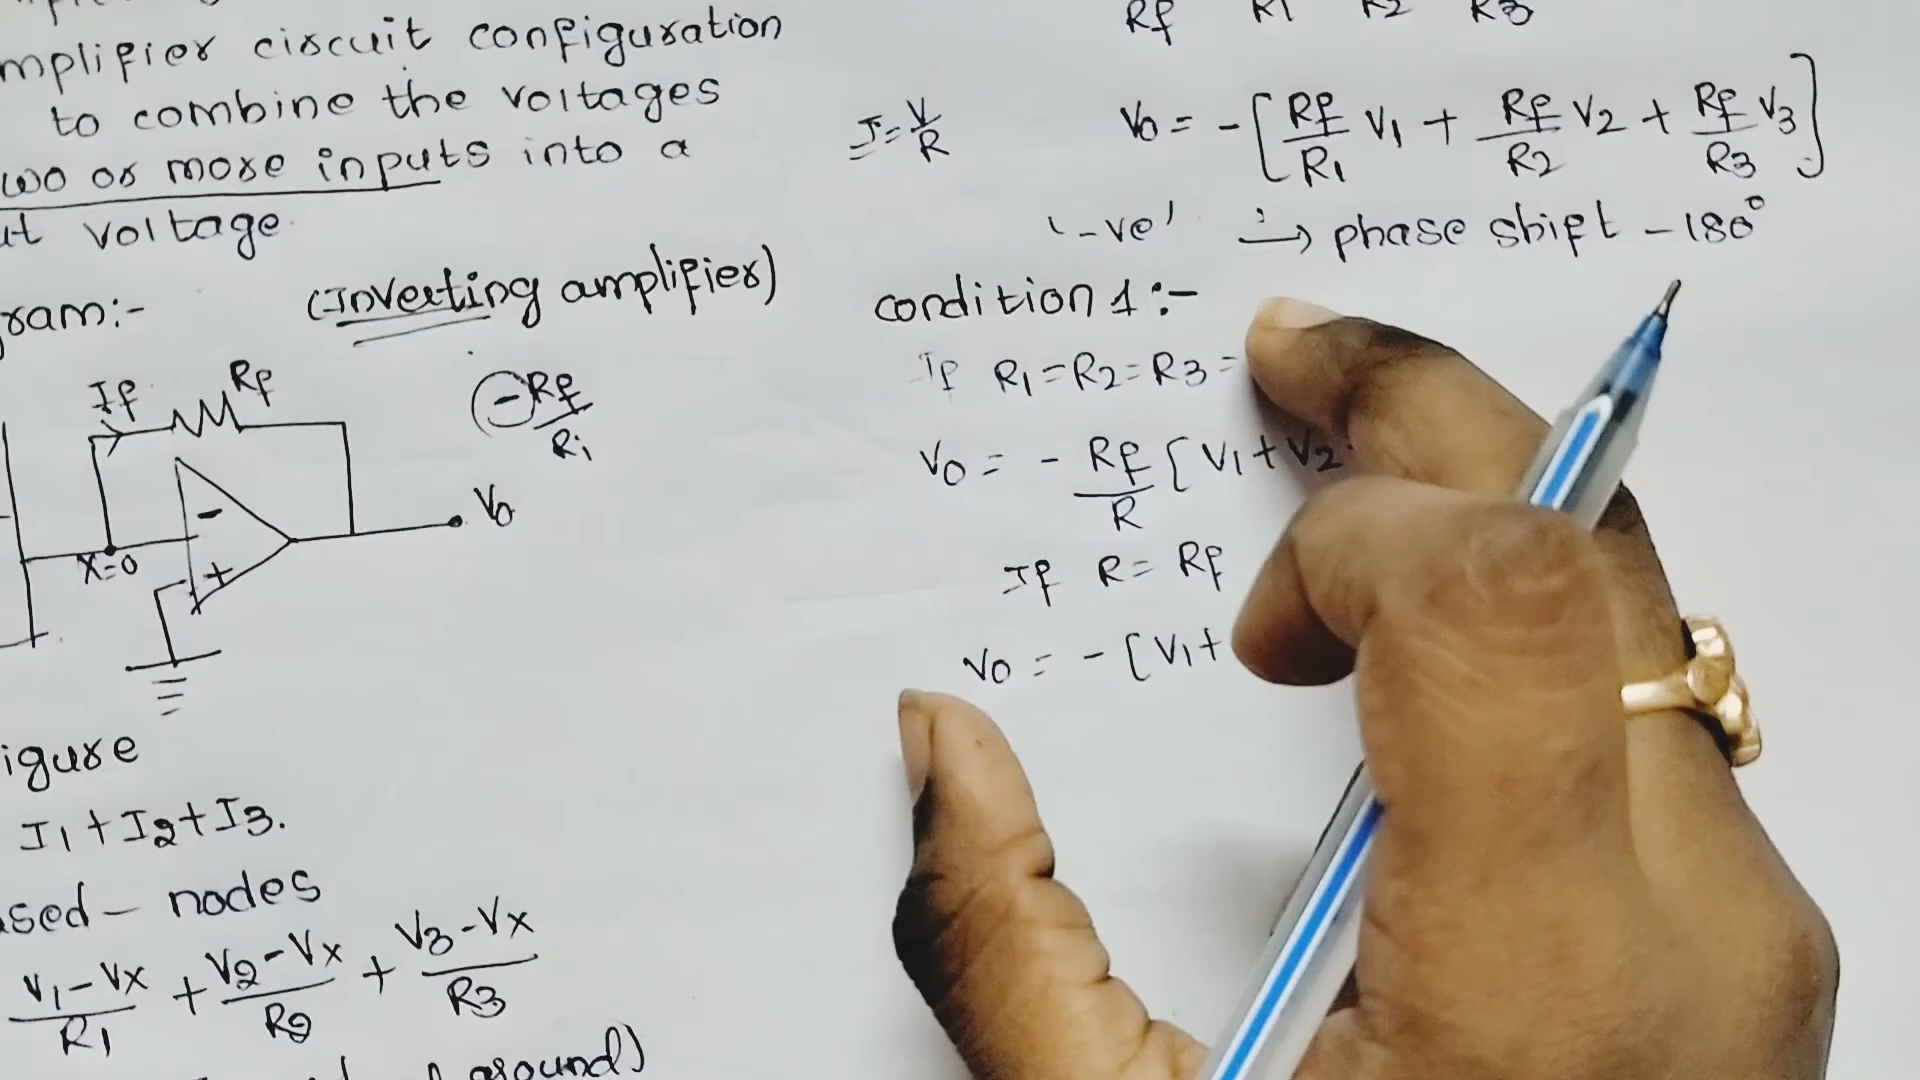 mplifier circuit configuration
to combine the voltages
wo or more inputs into a
ut voltage.
ram:- (Inverting amplifier)
If Rf
-Rf/Ri
X=0
-
+
Vo
igure
I1+I2+I3.
sed - nodes
V1-Vx/R1 + V2-Vx/R2 + V3-Vx/R3
ground)
Rf R1 R2 R3
I=V/R
Vo = -[Rf/R1 V1 + Rf/R2 V2 + Rf/R3 V3]
'-ve' → phase shift - 180°
condition 1:-
If R1=R2=R3=
Vo = - Rf/R [V1+V2
If R= Rf
Vo = - [V1+